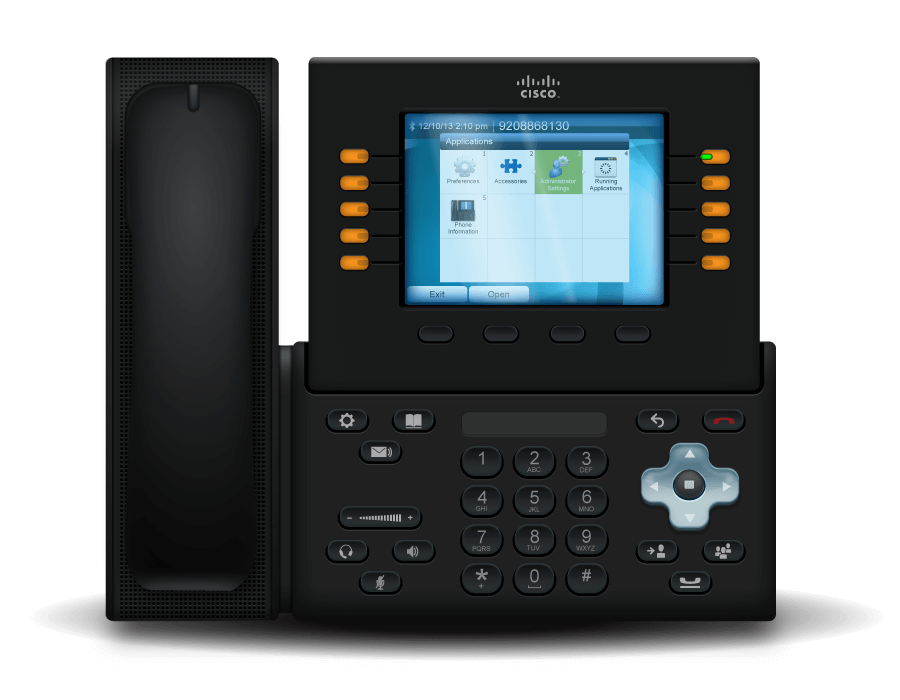 CISCO
12/10/13 2:10 pm 9208868130
Applications
1 2 3 4
Preferences Accessories Administrator Settings Running Applications
5
Phone Information
Exit Open
1 2 ABC 3 DEF
4 GHI 5 JKL 6 MNO
- +
7 PQRS 8 TUV 9 WXYZ
* + 0 #